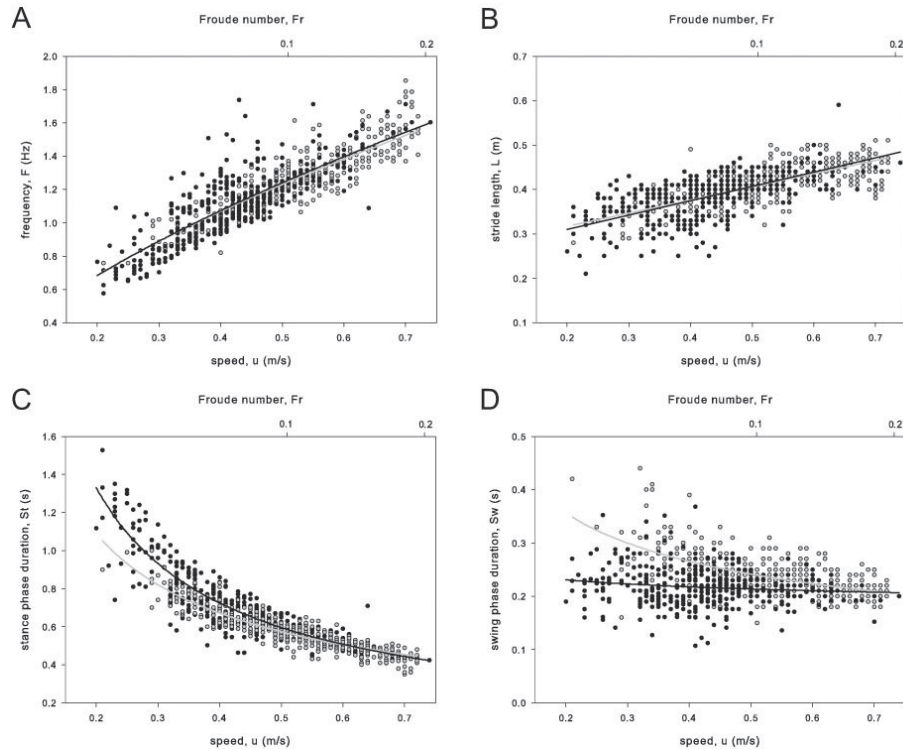 A
Froude number, Fr
0.1 0.2
2.0
1.8
1.6
1.4
1.2
1.0
0.8
0.6
0.4
frequency, F (Hz)
0.2 0.3 0.4 0.5 0.6 0.7
speed, u (m/s)
B
Froude number, Fr
0.1 0.2
0.7
0.6
0.5
0.4
0.3
0.2
0.1
stride length, L (m)
0.2 0.3 0.4 0.5 0.6 0.7
speed, u (m/s)
C
Froude number, Fr
0.1 0.2
1.6
1.4
1.2
1.0
0.8
0.6
0.4
0.2
stance phase duration, St (s)
0.2 0.3 0.4 0.5 0.6 0.7
speed, u (m/s)
D
Froude number, Fr
0.1 0.2
0.5
0.4
0.3
0.2
0.1
0.0
swing phase duration, Sw (s)
0.2 0.3 0.4 0.5 0.6 0.7
speed, u (m/s)